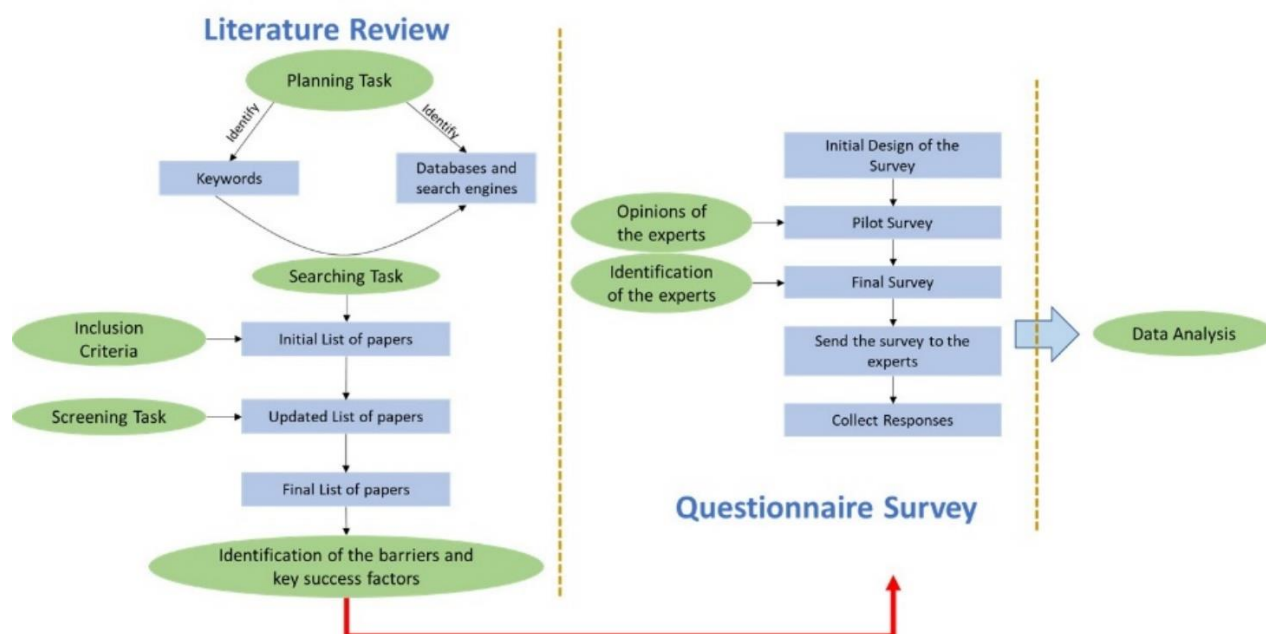 Literature Review
Planning Task
Identify
Identify
Keywords
Databases and
search engines
Searching Task
Inclusion
Criteria
Initial List of papers
Screening Task
Updated List of papers
Final List of papers
Identification of the barriers and
key success factors
Initial Design of the
Survey
Opinions of
the experts
Pilot Survey
Identification
of the experts
Final Survey
Send the survey to the
experts
Collect Responses
Questionnaire Survey
Data Analysis